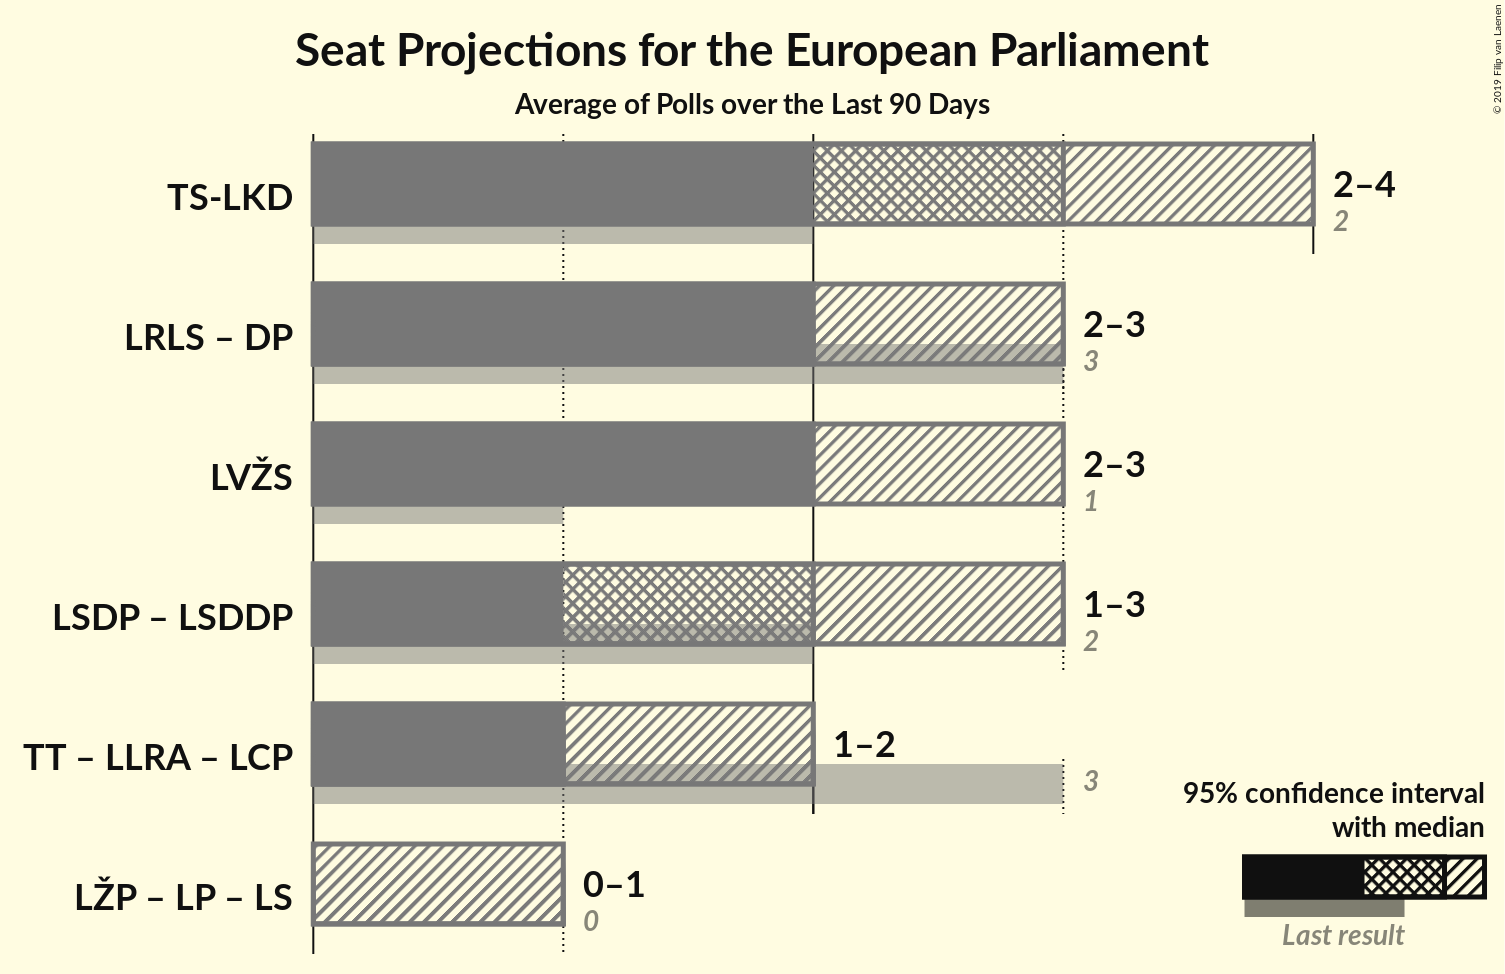 Seat Projections for the European Parliament
Average of Polls over the Last 90 Days
© 2019 Filip van Laenen
TS-LKD
2–4
2
LRLS – DP
2–3
3
LVŽS
2–3
1
LSDP – LSDDP
1–3
2
TT – LLRA – LCP
1–2
3
LŽP – LP – LS
0–1
0
95% confidence interval
with median
Last result